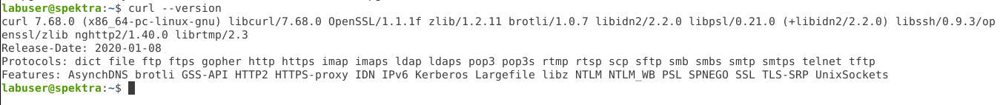 labuser@spektra:~$ curl --version
curl 7.68.0 (x86_64-pc-linux-gnu) libcurl/7.68.0 OpenSSL/1.1.1f zlib/1.2.11 brotli/1.0.7 libidn2/2.2.0 libpsl/0.21.0 (+libidn2/2.2.0) libssh/0.9.3/op
enssl/zlib nghttp2/1.40.0 librtmp/2.3
Release-Date: 2020-01-08
Protocols: dict file ftp ftps gopher http https imap imaps ldap ldaps pop3 pop3s rtmp rtsp scp sftp smb smbs smtp smtps telnet tftp
Features: AsynchDNS brotli GSS-API HTTP2 HTTPS-proxy IDN IPv6 Kerberos Largefile libz NTLM NTLM_WB PSL SPNEGO SSL TLS-SRP UnixSockets
labuser@spektra:~$